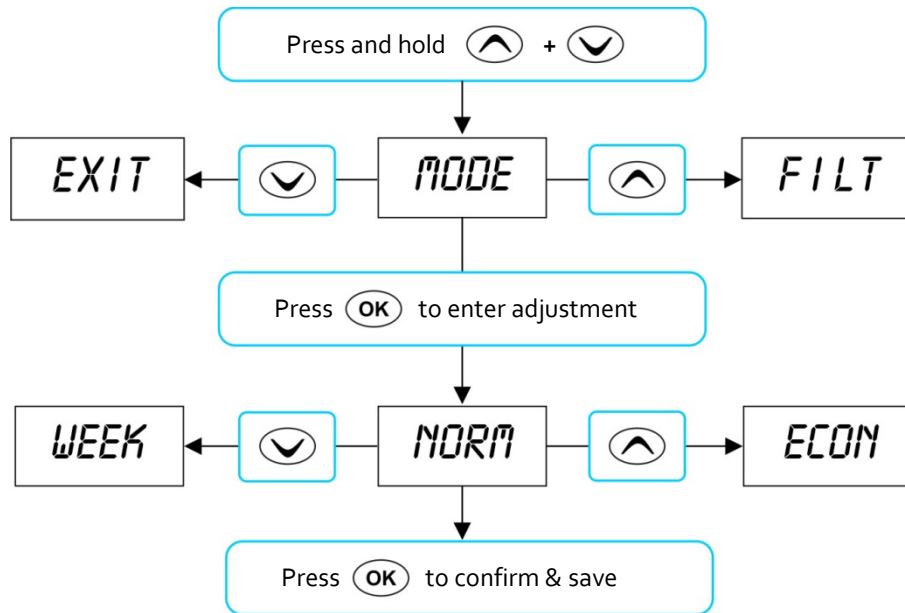 Press and hold +
EXIT MODE FILT
Press OK to enter adjustment
WEEK NORM ECON
Press OK to confirm & save